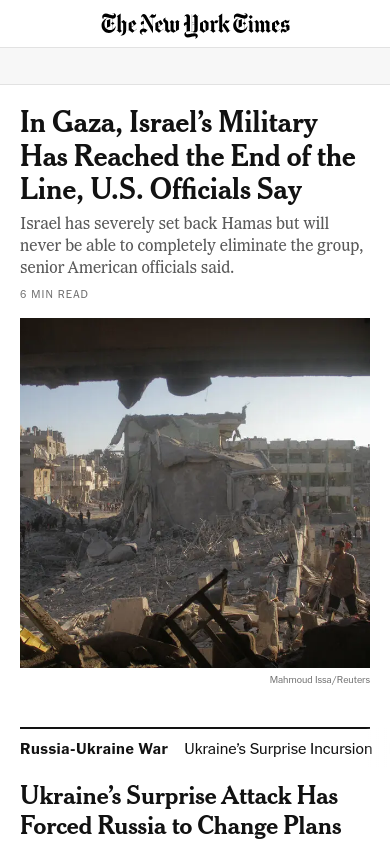 The New York Times
In Gaza, Israel’s Military
Has Reached the End of the
Line, U.S. Officials Say
Israel has severely set back Hamas but will
never be able to completely eliminate the group,
senior American officials said.
6 MIN READ
Mahmoud Issa/Reuters
Russia-Ukraine War Ukraine’s Surprise Incursion
Ukraine’s Surprise Attack Has
Forced Russia to Change Plans